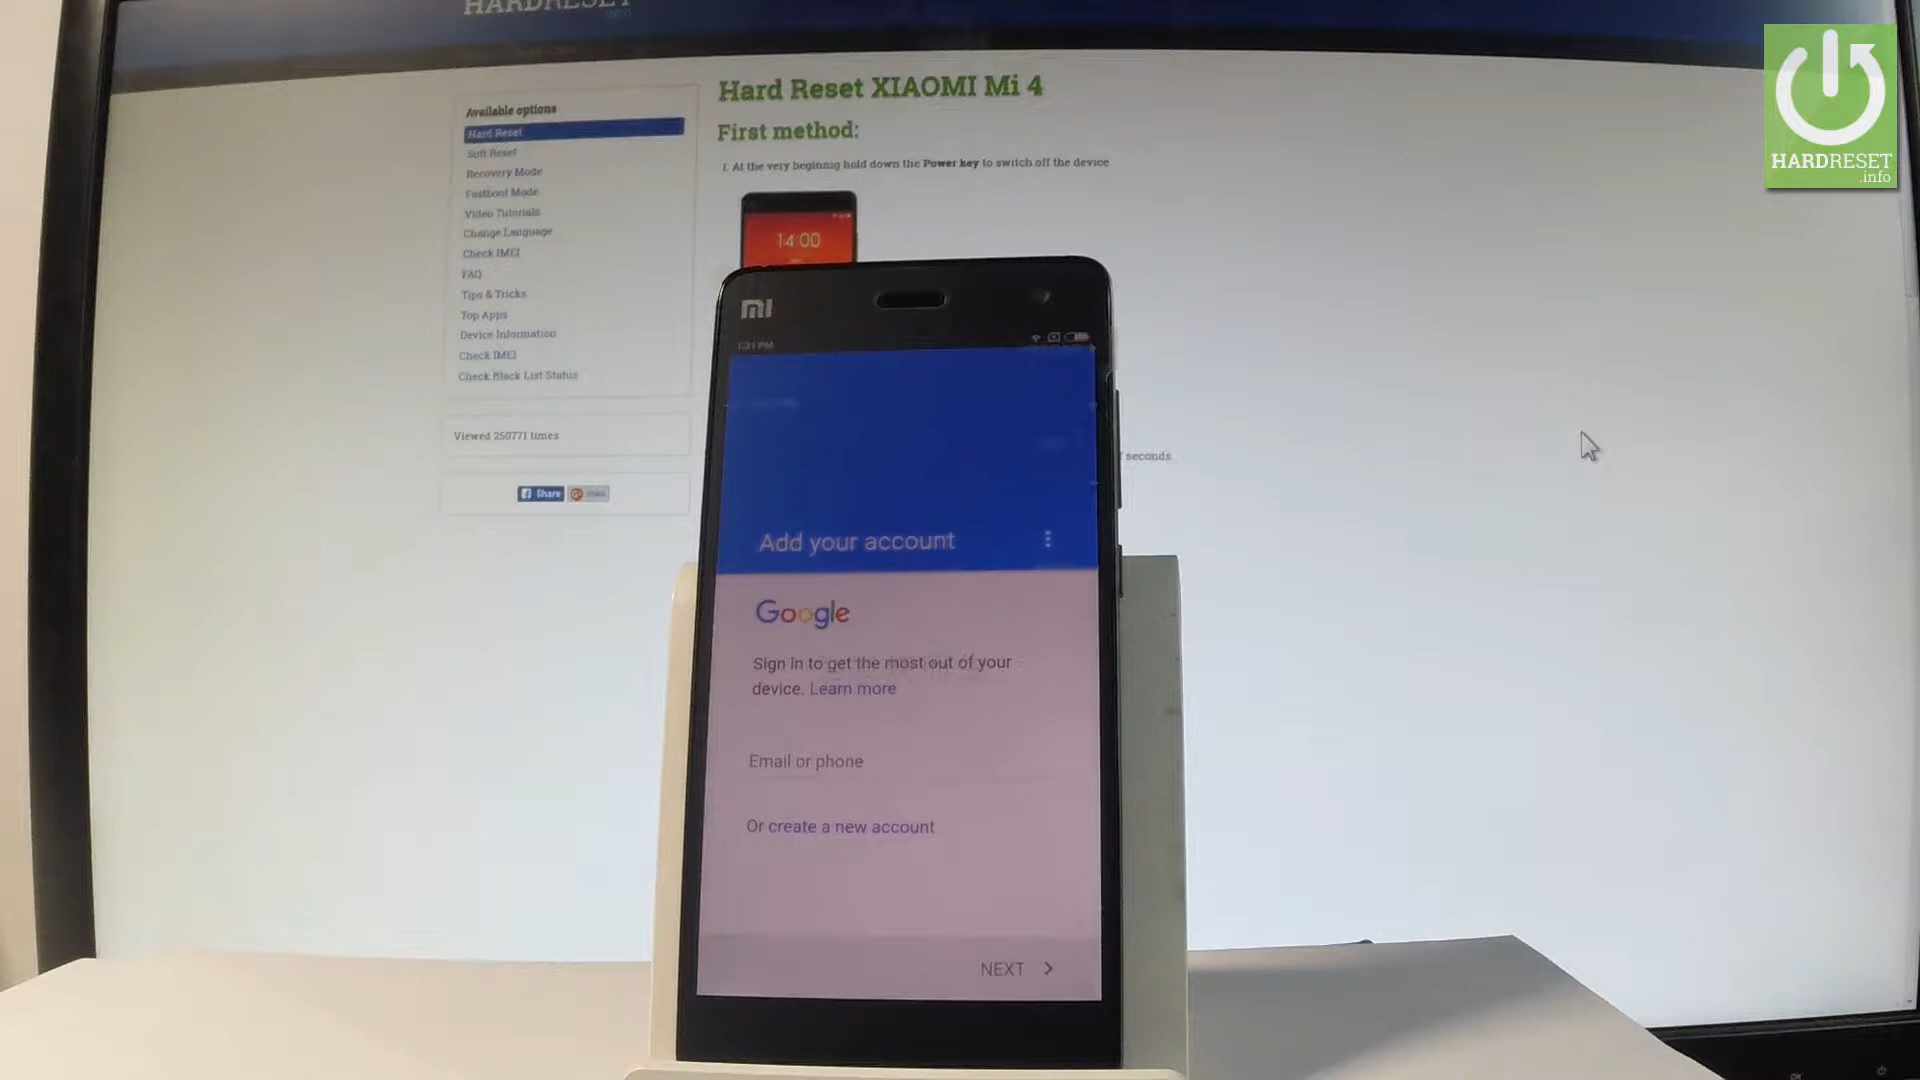 HARDRESET
Hard Reset XIAOMI Mi 4
First method:
1. At the very beginnig hold down the Power key to switch off the device.
14:00
seconds.
Available options
Hard Reset
Soft Reset
Recovery Mode
Fastboot Mode
Video Tutorials
Change Language
Check IMEI
FAQ
Tips & Tricks
Top Apps
Device Information
Check IMEI
Check Black List Status
Viewed 250771 times
Share
HARDRESET
.info
MI
1:31 PM
Add your account
Google
Sign in to get the most out of your
device. Learn more
Email or phone
Or create a new account
NEXT